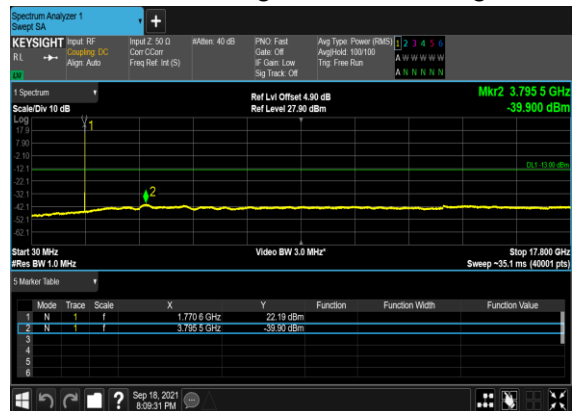 Spectrum Analyzer 1
Swept SA
+
KEYSIGHT Input: RF Input Z: 50 Ω #Atten: 40 dB PNO: Fast Avg Type: Power (RMS) 1 2 3 4 5 6
RL Coupling: DC Corr CCorr Gate: Off Avg|Hold: 100/100 A W W W W W
Align: Auto Freq Ref: Int (S) IF Gain: Low Trig: Free Run
Sig Track: Off A N N N N N
LW
1 Spectrum Ref Lvl Offset 4.90 dB Mkr2 3.795 5 GHz
Scale/Div 10 dB Ref Level 27.90 dBm -39.900 dBm
Log
17.9 1
7.90
-2.10
-12.1 DL1 -13.00 dBm
-22.1
-32.1 2
-42.1
-52.1
-62.1
Start 30 MHz Video BW 3.0 MHz* Stop 17.800 GHz
#Res BW 1.0 MHz Sweep ~35.1 ms (40001 pts)
5 Marker Table
Mode Trace Scale X Y Function Function Width Function Value
1 N 1 f 1.770 6 GHz 22.19 dBm
2 N 1 f 3.795 5 GHz -39.90 dBm
3
4
5
6
? Sep 18, 2021
8:09:31 PM